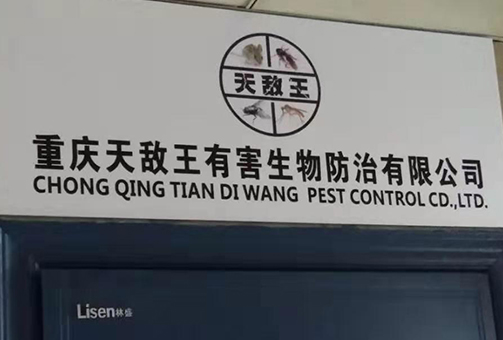 天敌王
重庆天敌王有害生物防治有限公司
CHONG QING TIAN DI WANG PEST CONTROL CD.,LTD.
Lisen林盛